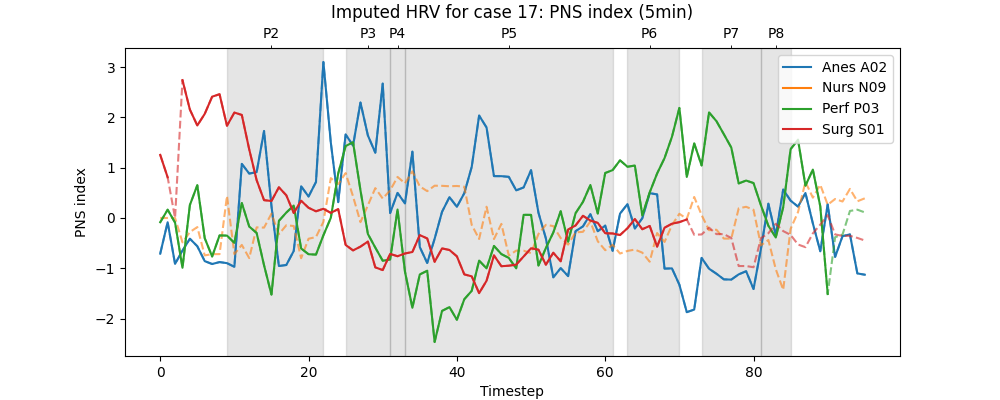 Imputed HRV for case 17: PNS index (5min)
P2 P3 P4 P5 P6 P7 P8
Anes A02
Nurs N09
Perf P03
Surg S01
3
2
1
0
−1
−2
PNS index
0 20 40 60 80
Timestep